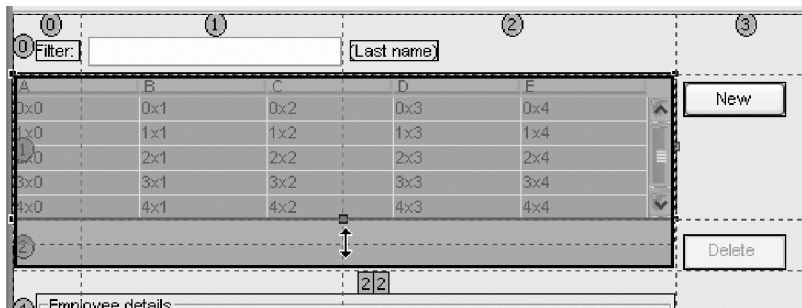 0 1 2 3
0 Filter: (Last name)
A B C D E
0x0 0x1 0x2 0x3 0x4 New
1x0 1x1 1x2 1x3 1x4
1 2x0 2x1 2x2 2x3 2x4
3x0 3x1 3x2 3x3 3x4
4x0 4x1 4x2 4x3 4x4
2 Delete
2 2
Employee details